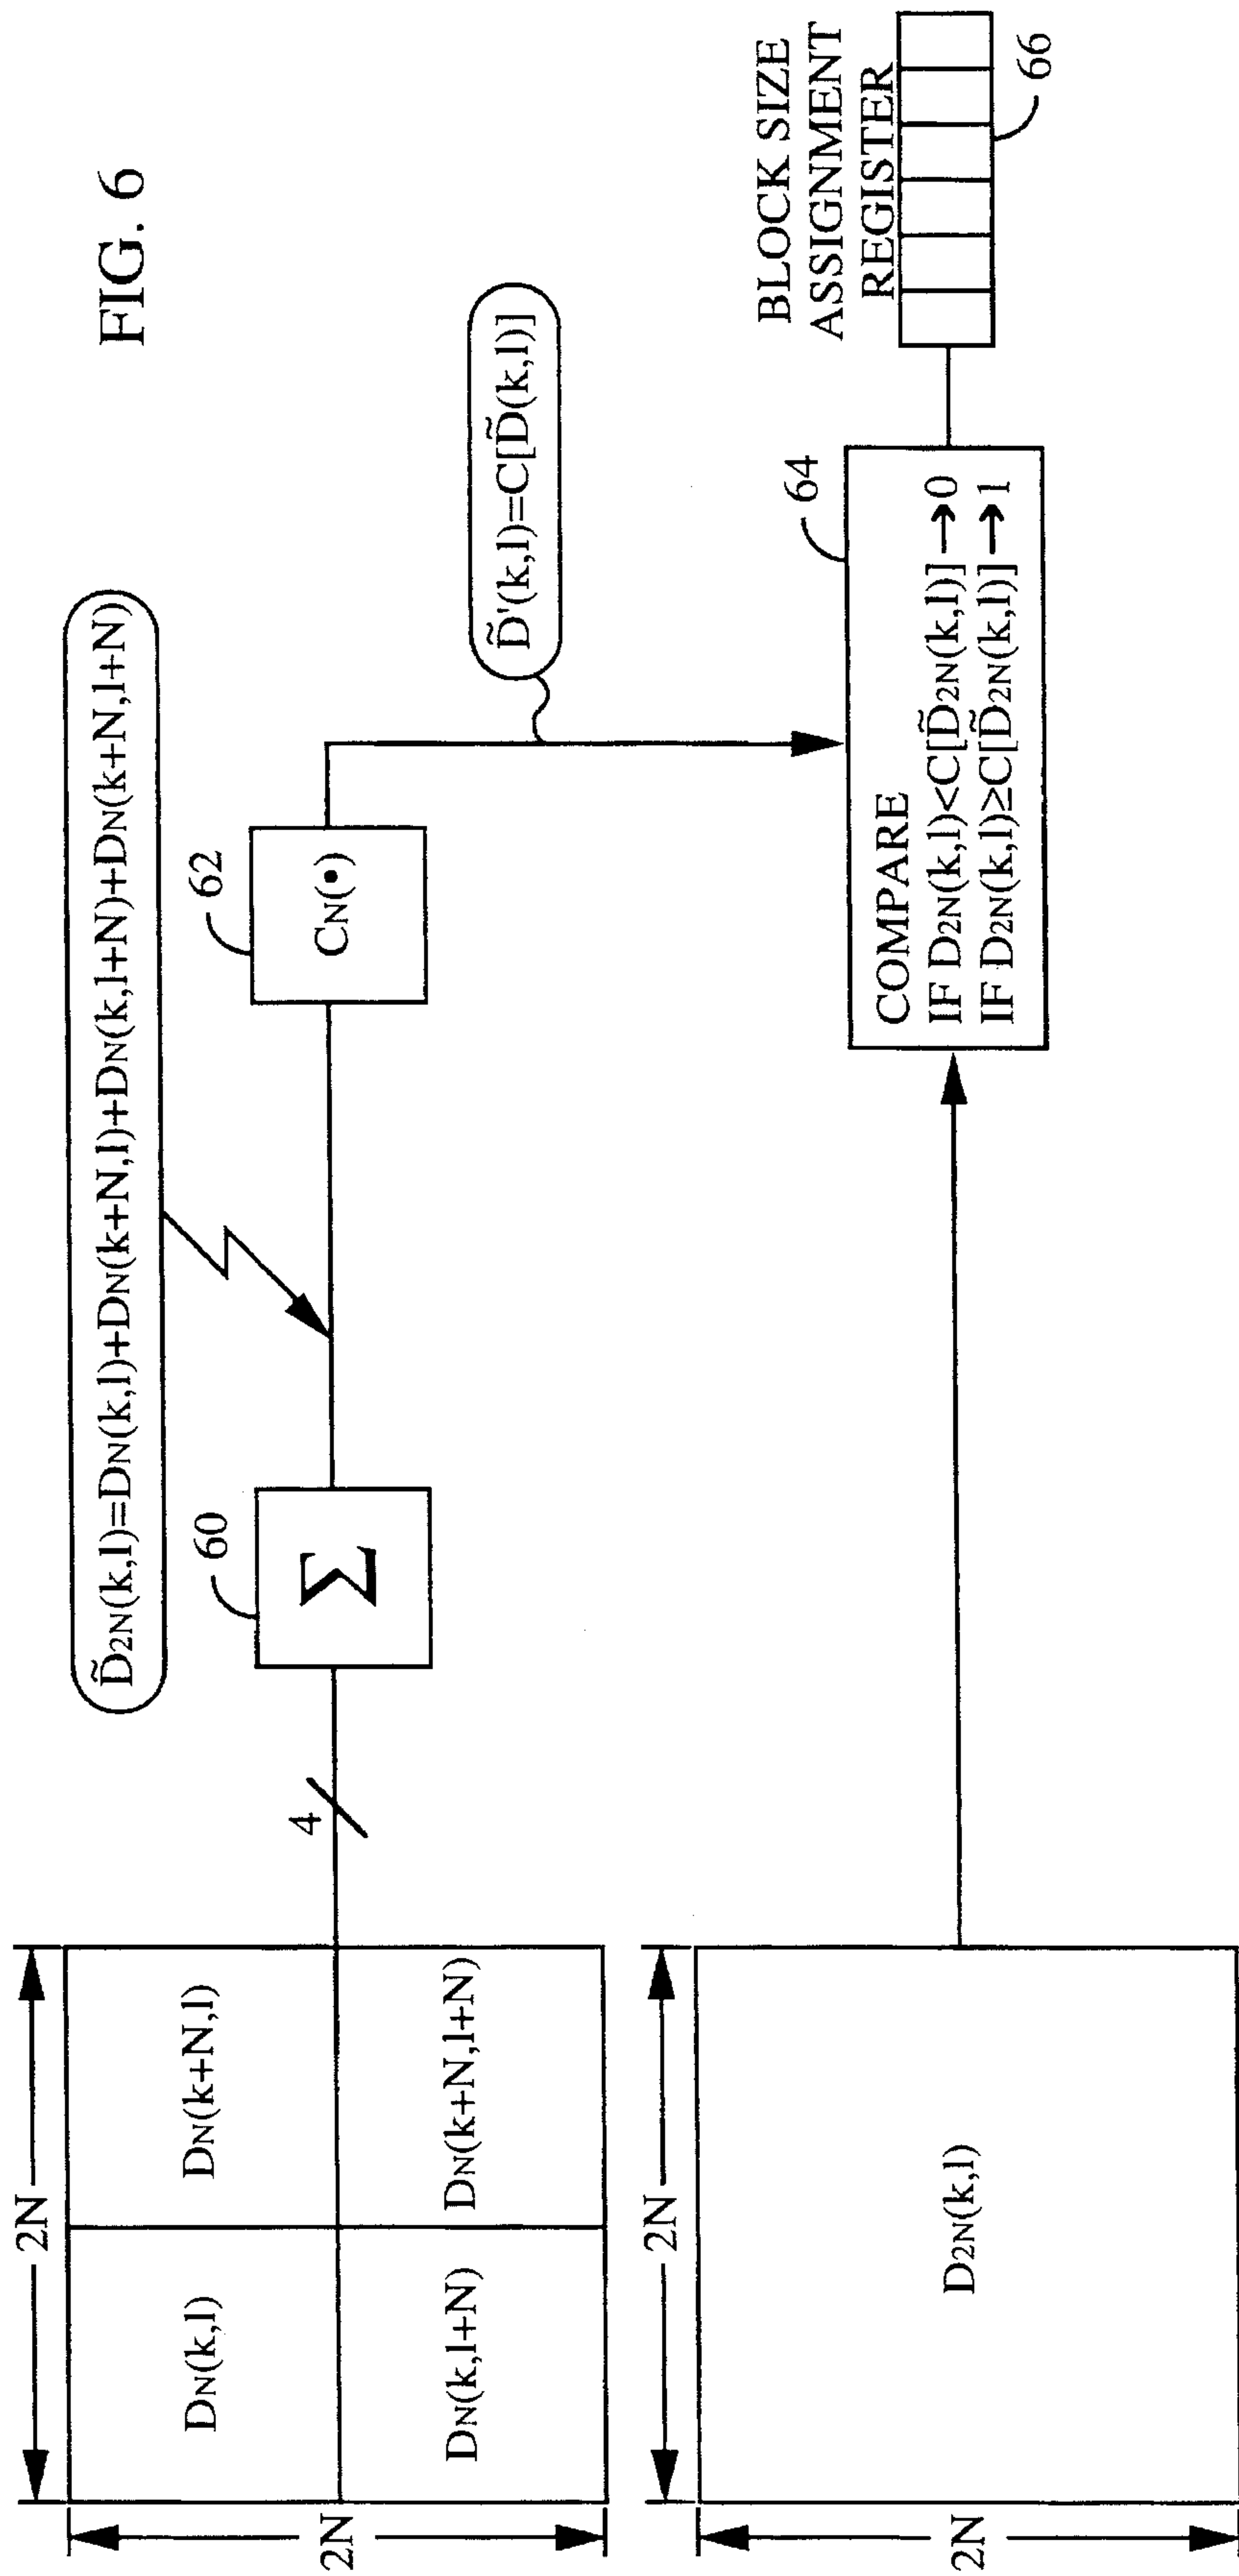 FIG. 6
D̃2N(k,l)=DN(k,l)+DN(k+N,l)+DN(k,l+N)+DN(k+N,l+N)
2N
2N
DN(k,l)
DN(k+N,l)
DN(k,l+N)
DN(k+N,l+N)
4
60
Σ
62
CN(•)
D̃'(k,l)=C[D̃(k,l)]
2N
2N
D2N(k,l)
64
COMPARE
IF D2N(k,l)<C[D̃2N(k,l)]→0
IF D2N(k,l)≥C[D̃2N(k,l)]→1
BLOCK SIZE
ASSIGNMENT
REGISTER
66